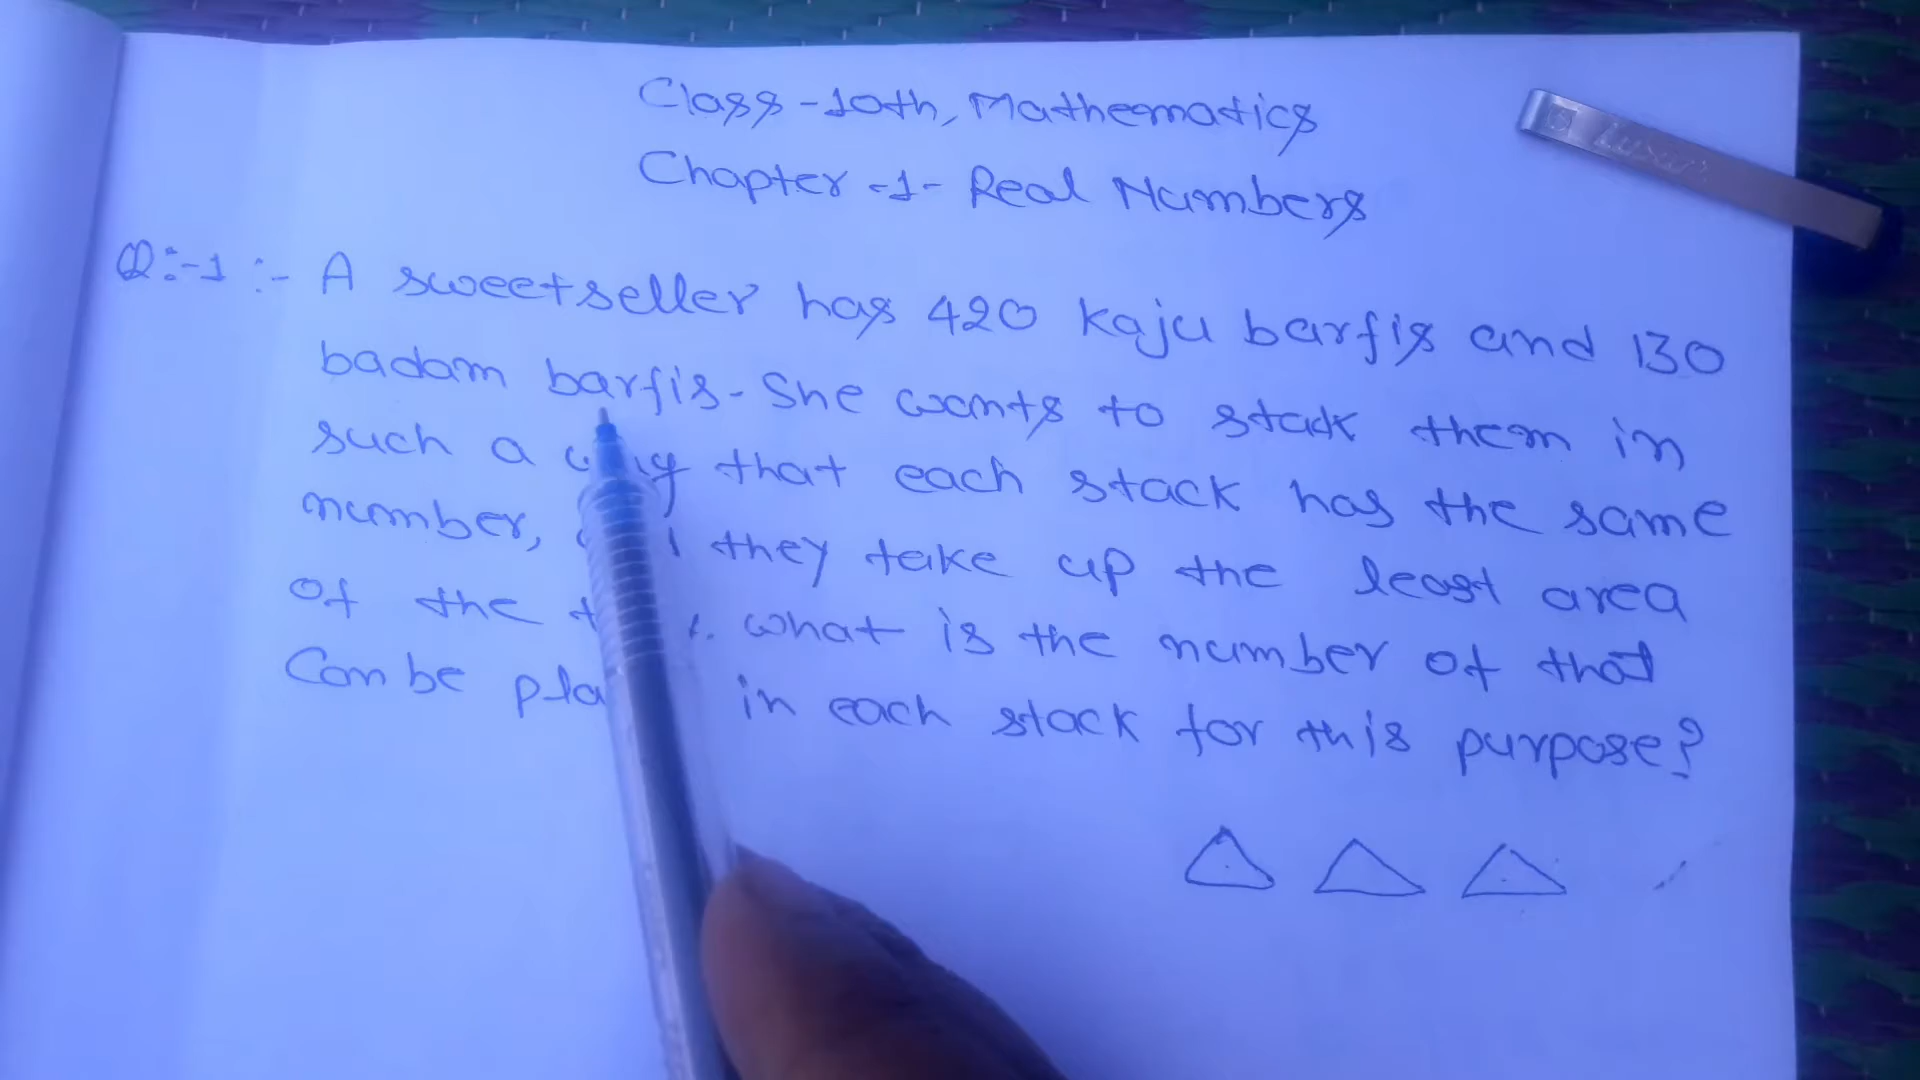 Class-10th, Mathematics
Chapter-1- Real Numbers
Q:-1:- A sweetseller has 420 kaju barfis and 130
badam barfis. She wants to stack them in
such a that each stack has the same
number, they take up the least area
of the what is the number of that
Can be in each stack for this purpose?
Luxor